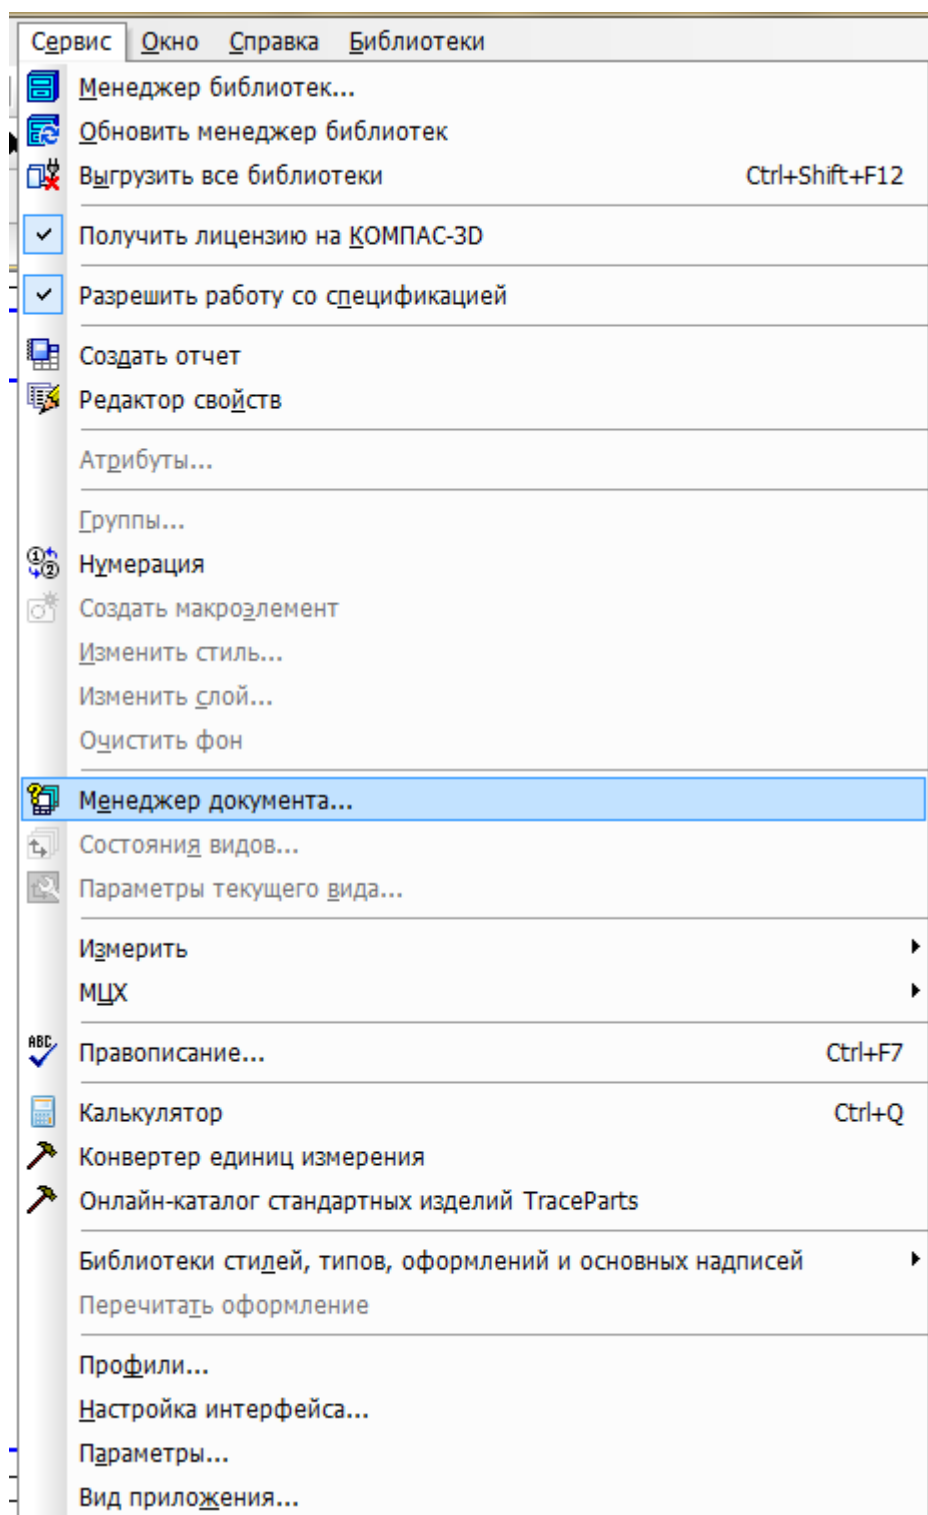 Сервис Окно Справка Библиотеки
Менеджер библиотек...
Обновить менеджер библиотек
Выгрузить все библиотеки Ctrl+Shift+F12
Получить лицензию на КОМПАС-3D
Разрешить работу со спецификацией
Создать отчет
Редактор свойств
Атрибуты...
Группы...
Нумерация
Создать макроэлемент
Изменить стиль...
Изменить слой...
Очистить фон
Менеджер документа...
Состояния видов...
Параметры текущего вида...
Измерить
МЦХ
ABC Правописание... Ctrl+F7
Калькулятор Ctrl+Q
Конвертер единиц измерения
Онлайн-каталог стандартных изделий TraceParts
Библиотеки стилей, типов, оформлений и основных надписей
Перечитать оформление
Профили...
Настройка интерфейса...
Параметры...
Вид приложения...